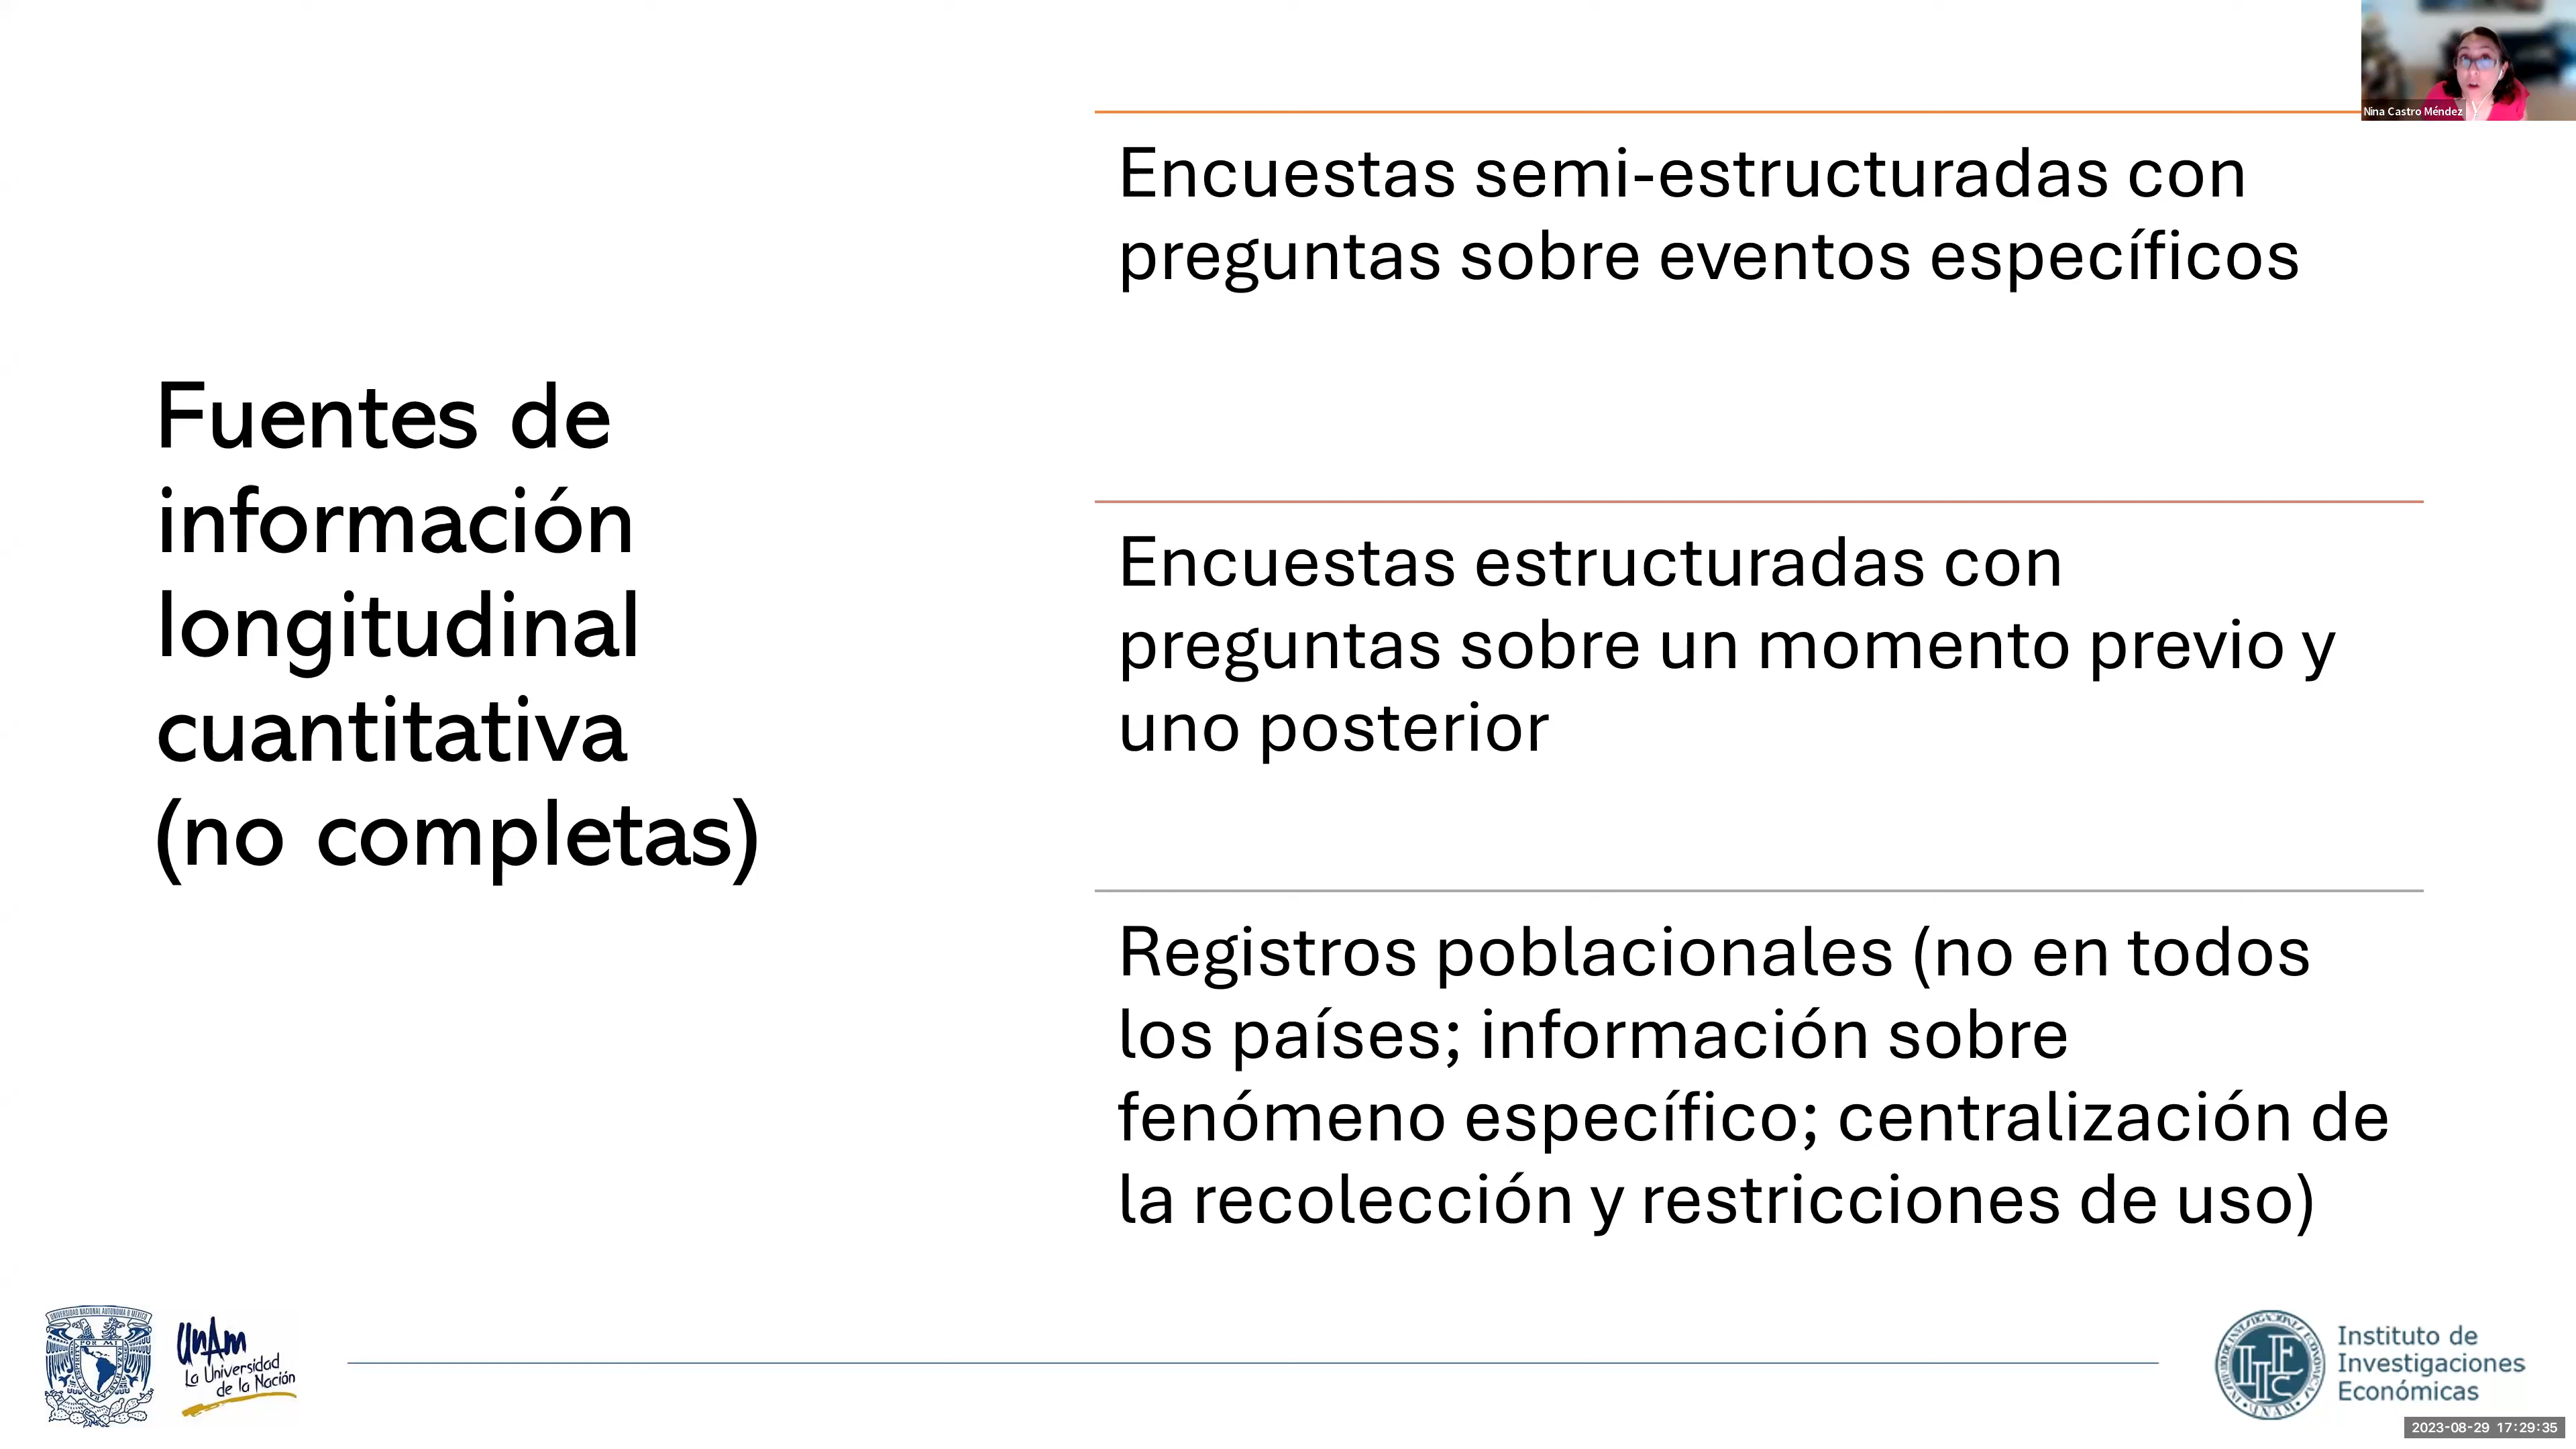 Nina Castro Méndez
Fuentes de
información
longitudinal
cuantitativa
(no completas)
Encuestas semi-estructuradas con
preguntas sobre eventos específicos
Encuestas estructuradas con
preguntas sobre un momento previo y
uno posterior
Registros poblacionales (no en todos
los países; información sobre
fenómeno específico; centralización de
la recolección y restricciones de uso)
UNAM
La Universidad
de la Nación
Instituto de
Investigaciones
Económicas
2023-08-29 17:29:35